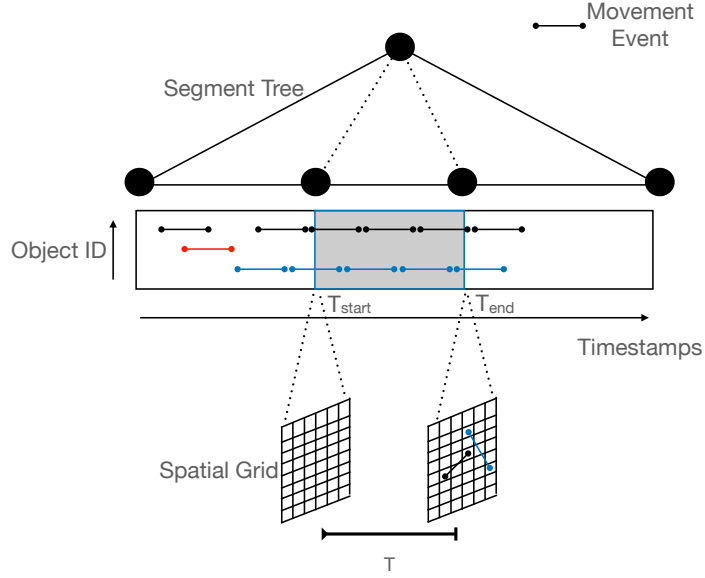 Movement
Event
Segment Tree
Object ID
Tstart
Tend
Timestamps
Spatial Grid
T